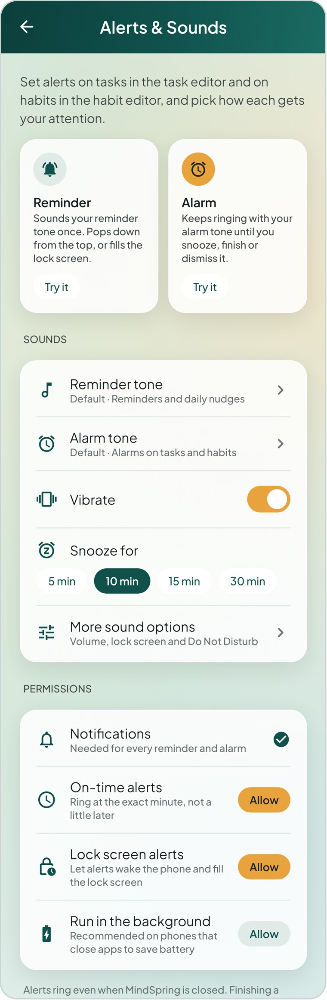 Alerts & Sounds
Set alerts on tasks in the task editor and on
habits in the habit editor, and pick how each gets
your attention.
Reminder
Sounds your reminder
tone once. Pops down
from the top, or fills the
lock screen.
Try it
Alarm
Keeps ringing with your
alarm tone until you
snooze, finish or
dismiss it.
Try it
SOUNDS
Reminder tone
Default · Reminders and daily nudges
Alarm tone
Default · Alarms on tasks and habits
Vibrate
Snooze for
5 min
10 min
15 min
30 min
More sound options
Volume, lock screen and Do Not Disturb
PERMISSIONS
Notifications
Needed for every reminder and alarm
On-time alerts
Ring at the exact minute, not a
little later
Allow
Lock screen alerts
Let alerts wake the phone and fill
the lock screen
Allow
Run in the background
Recommended on phones that
close apps to save battery
Allow
Alerts ring even when MindSpring is closed. Finishing a